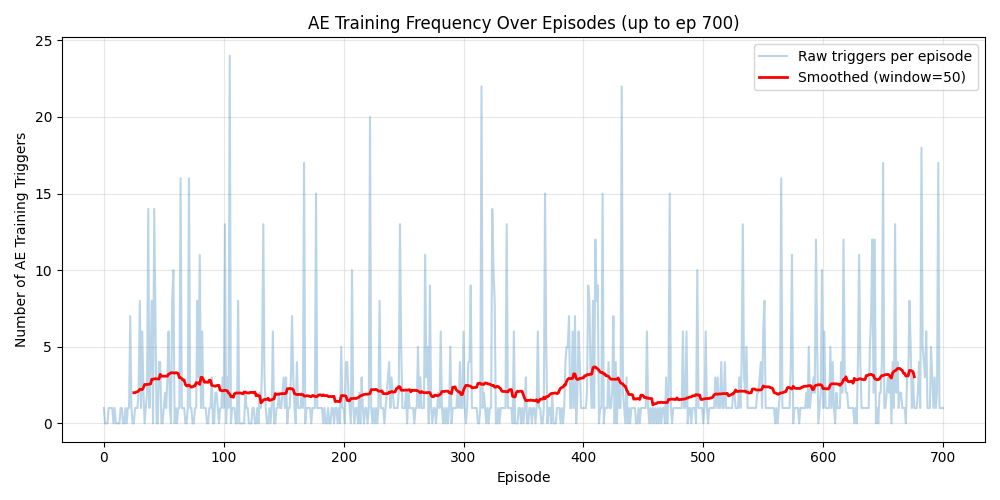 AE Training Frequency Over Episodes (up to ep 700)
Raw triggers per episode
Smoothed (window=50)
Number of AE Training Triggers
25
20
15
10
5
0
0 100 200 300 400 500 600 700
Episode